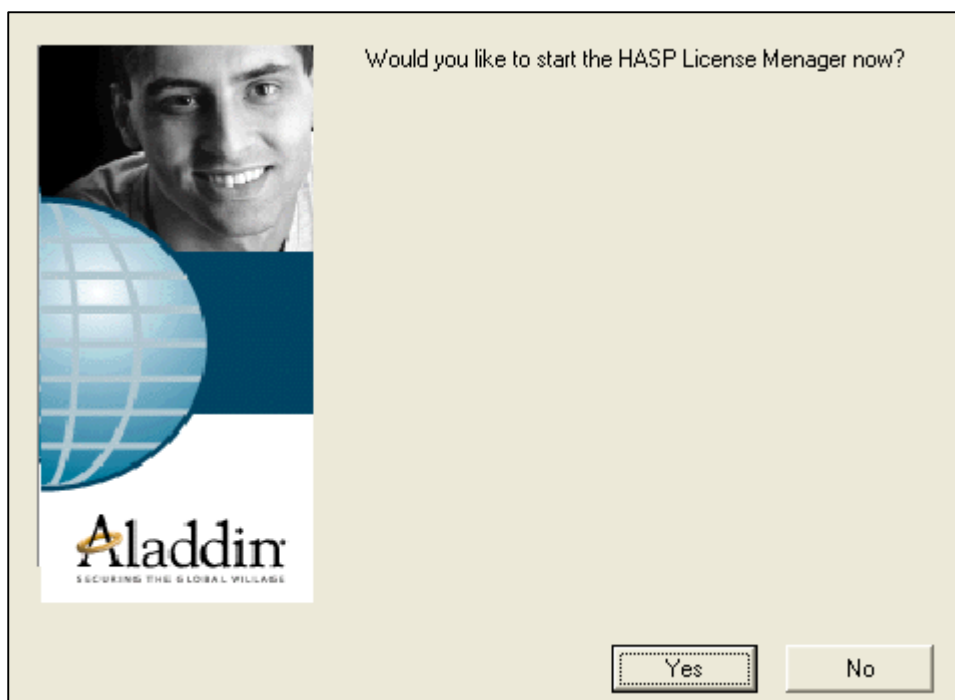 Would you like to start the HASP License Menager now?
Aladdin
SECURING THE GLOBAL VILLAGE
Yes
No